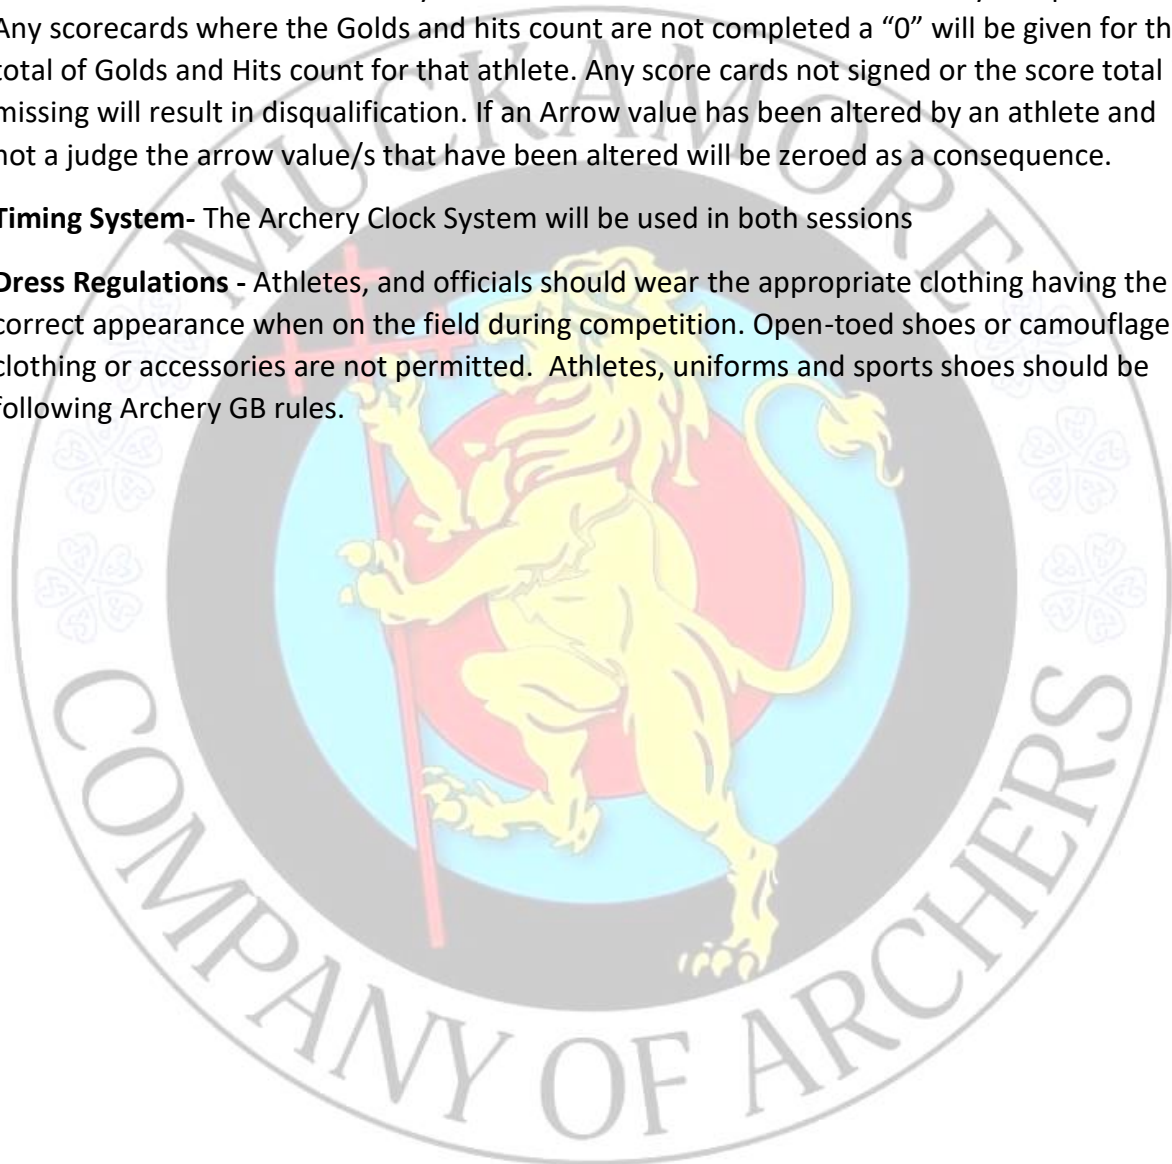 Any scorecards where the Golds and hits count are not completed a “0” will be given for th
total of Golds and Hits count for that athlete. Any score cards not signed or the score total
missing will result in disqualification. If an Arrow value has been altered by an athlete and
not a judge the arrow value/s that have been altered will be zeroed as a consequence.
Timing System- The Archery Clock System will be used in both sessions
Dress Regulations - Athletes, and officials should wear the appropriate clothing having the
correct appearance when on the field during competition. Open-toed shoes or camouflage
clothing or accessories are not permitted.  Athletes, uniforms and sports shoes should be
following Archery GB rules.
MUCKAMORE
COMPANY OF ARCHERS